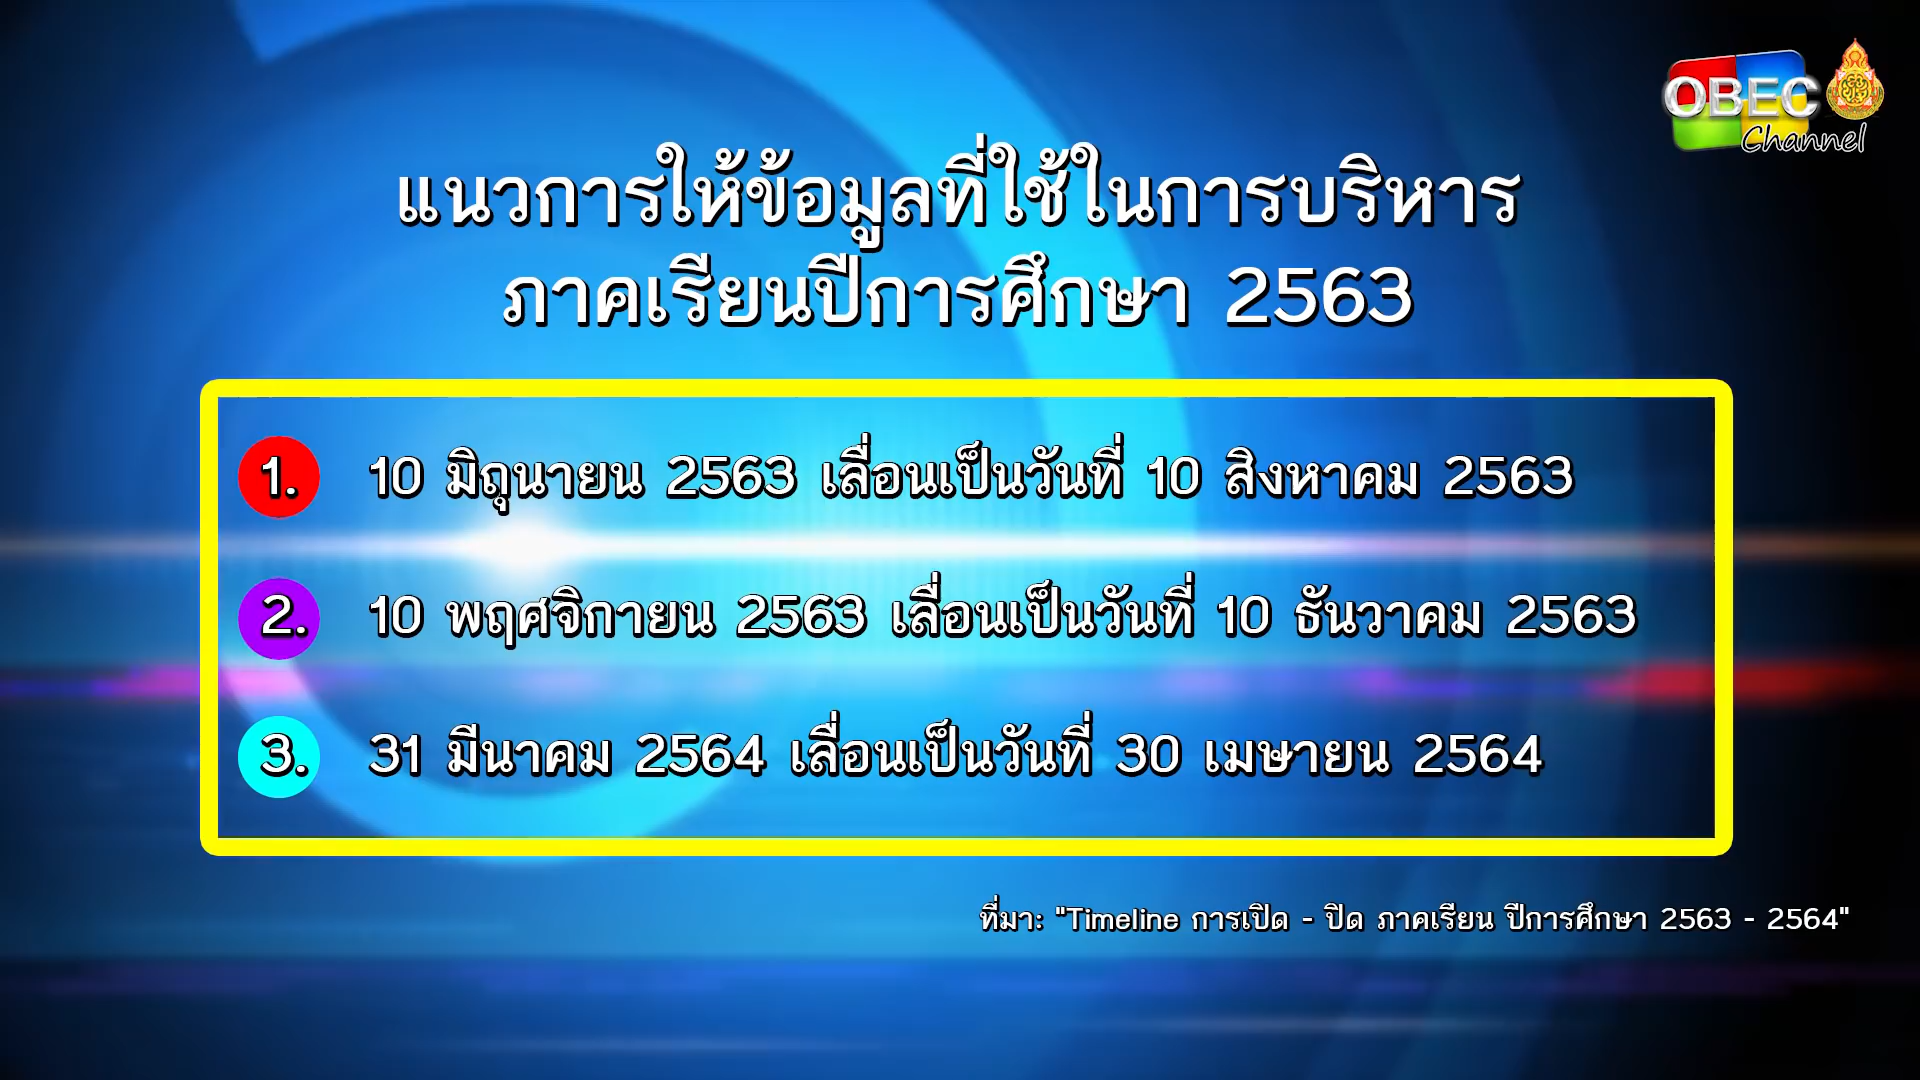 OBEC
Channel
แนวการให้ข้อมูลที่ใช้ในการบริหาร
ภาคเรียนปีการศึกษา 2563
1. 10 มิถุนายน 2563 เลื่อนเป็นวันที่ 10 สิงหาคม 2563
2. 10 พฤศจิกายน 2563 เลื่อนเป็นวันที่ 10 ธันวาคม 2563
3. 31 มีนาคม 2564 เลื่อนเป็นวันที่ 30 เมษายน 2564
ที่มา: "Timeline การเปิด - ปิด ภาคเรียน ปีการศึกษา 2563 - 2564"